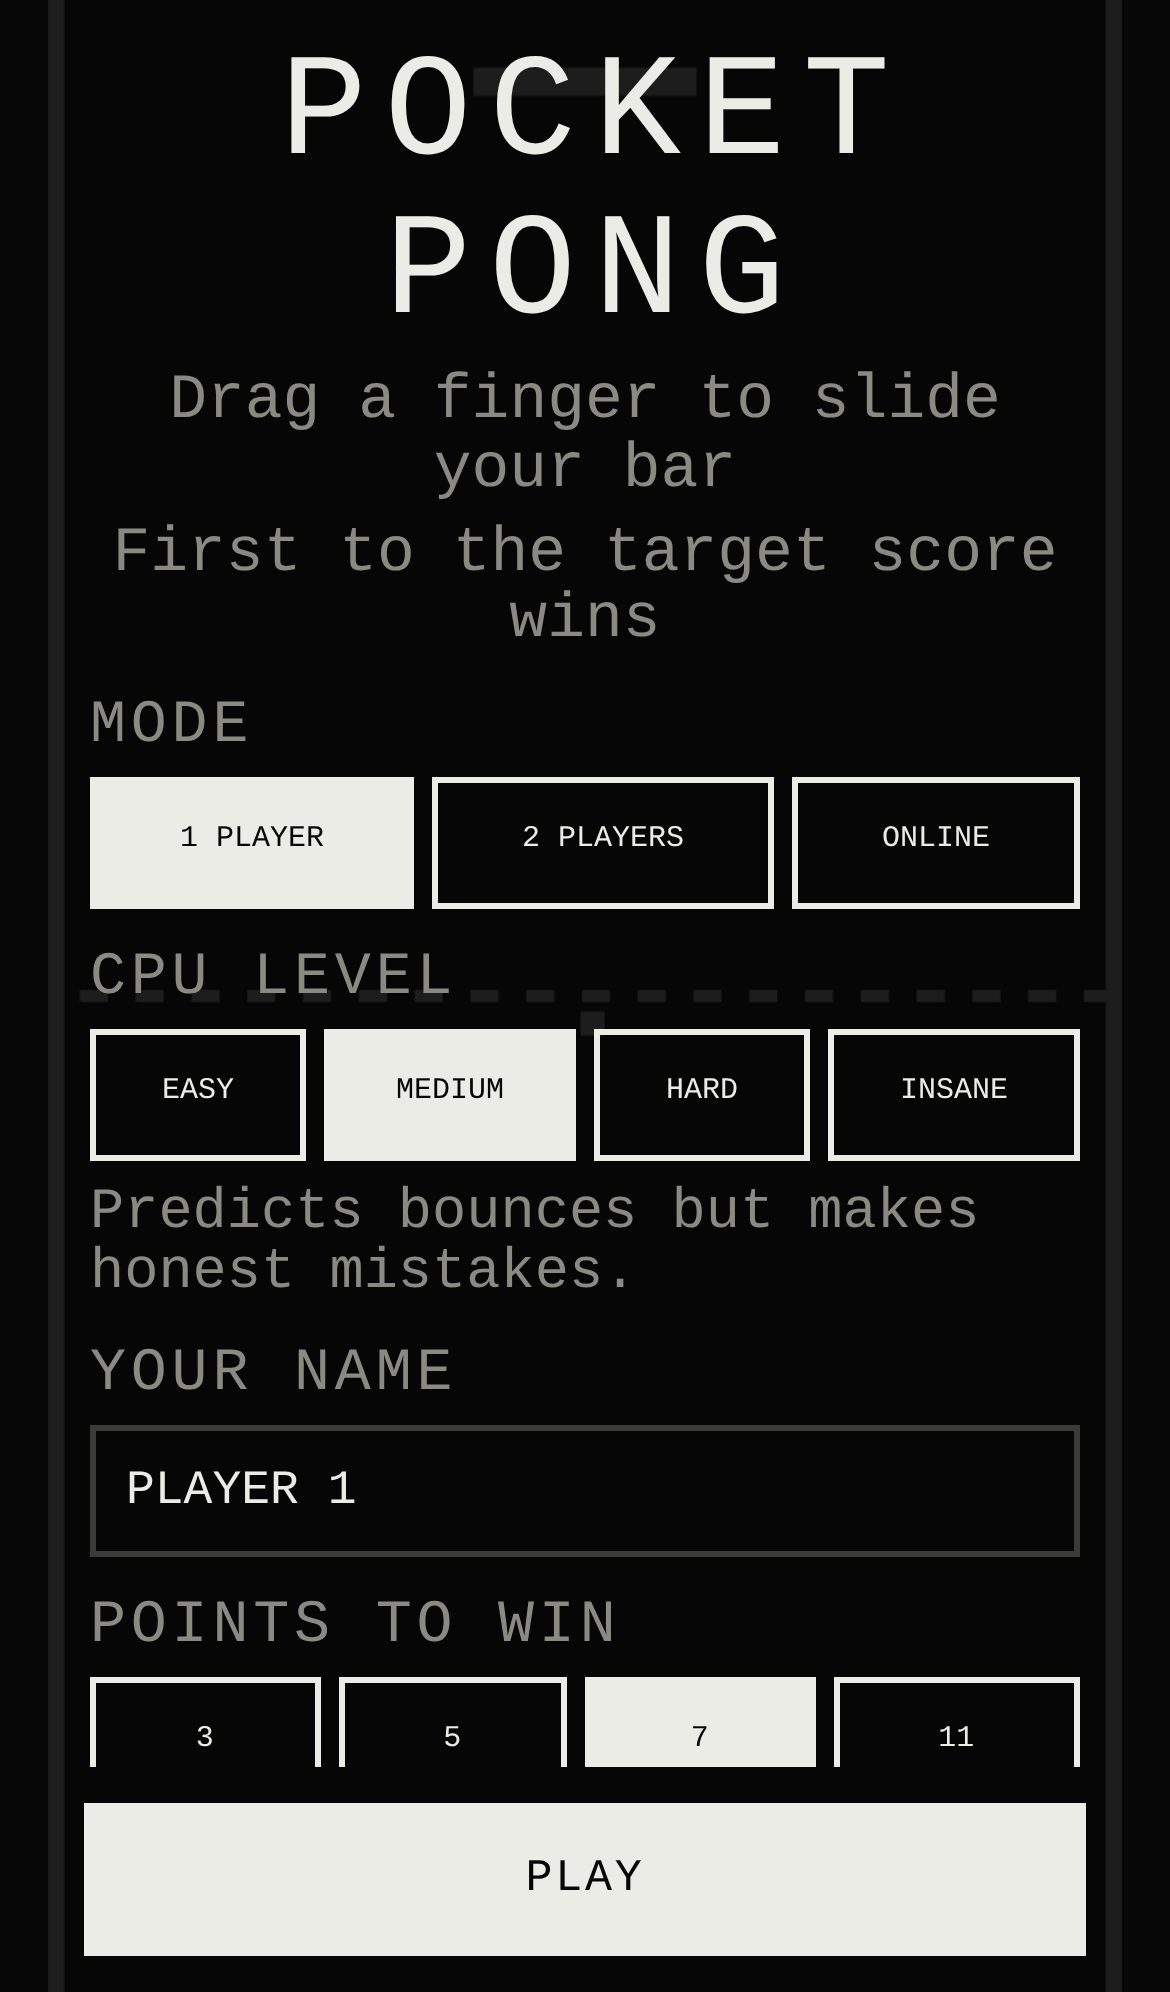 POCKET
PONG
Drag a finger to slide
your bar
First to the target score
wins
MODE
1 PLAYER 2 PLAYERS ONLINE
CPU LEVEL
EASY MEDIUM HARD INSANE
Predicts bounces but makes
honest mistakes.
YOUR NAME
PLAYER 1
POINTS TO WIN
3 5 7 11
PLAY